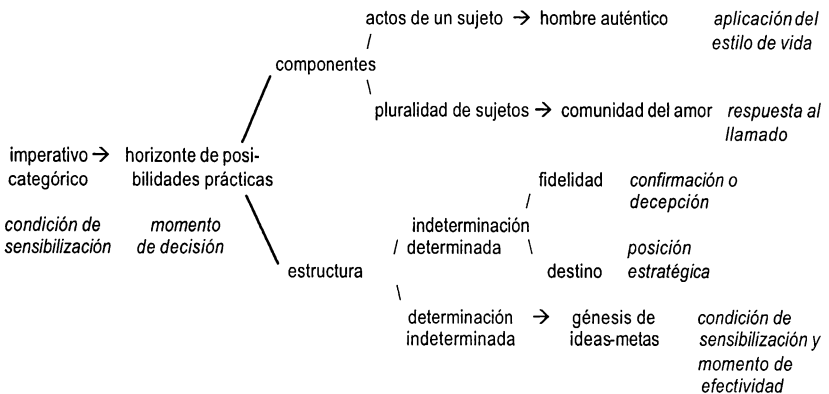 actos de un sujeto → hombre auténtico aplicación del
estilo de vida
componentes
pluralidad de sujetos → comunidad del amor respuesta al
llamado
imperativo → horizonte de posi-
categórico bilidades prácticas
condición de momento
sensibilización de decisión
fidelidad confirmación o
decepción
indeterminación
determinada
destino posición
estratégica
estructura
determinación → génesis de condición de
indeterminada ideas-metas sensibilización y
momento de
efectividad